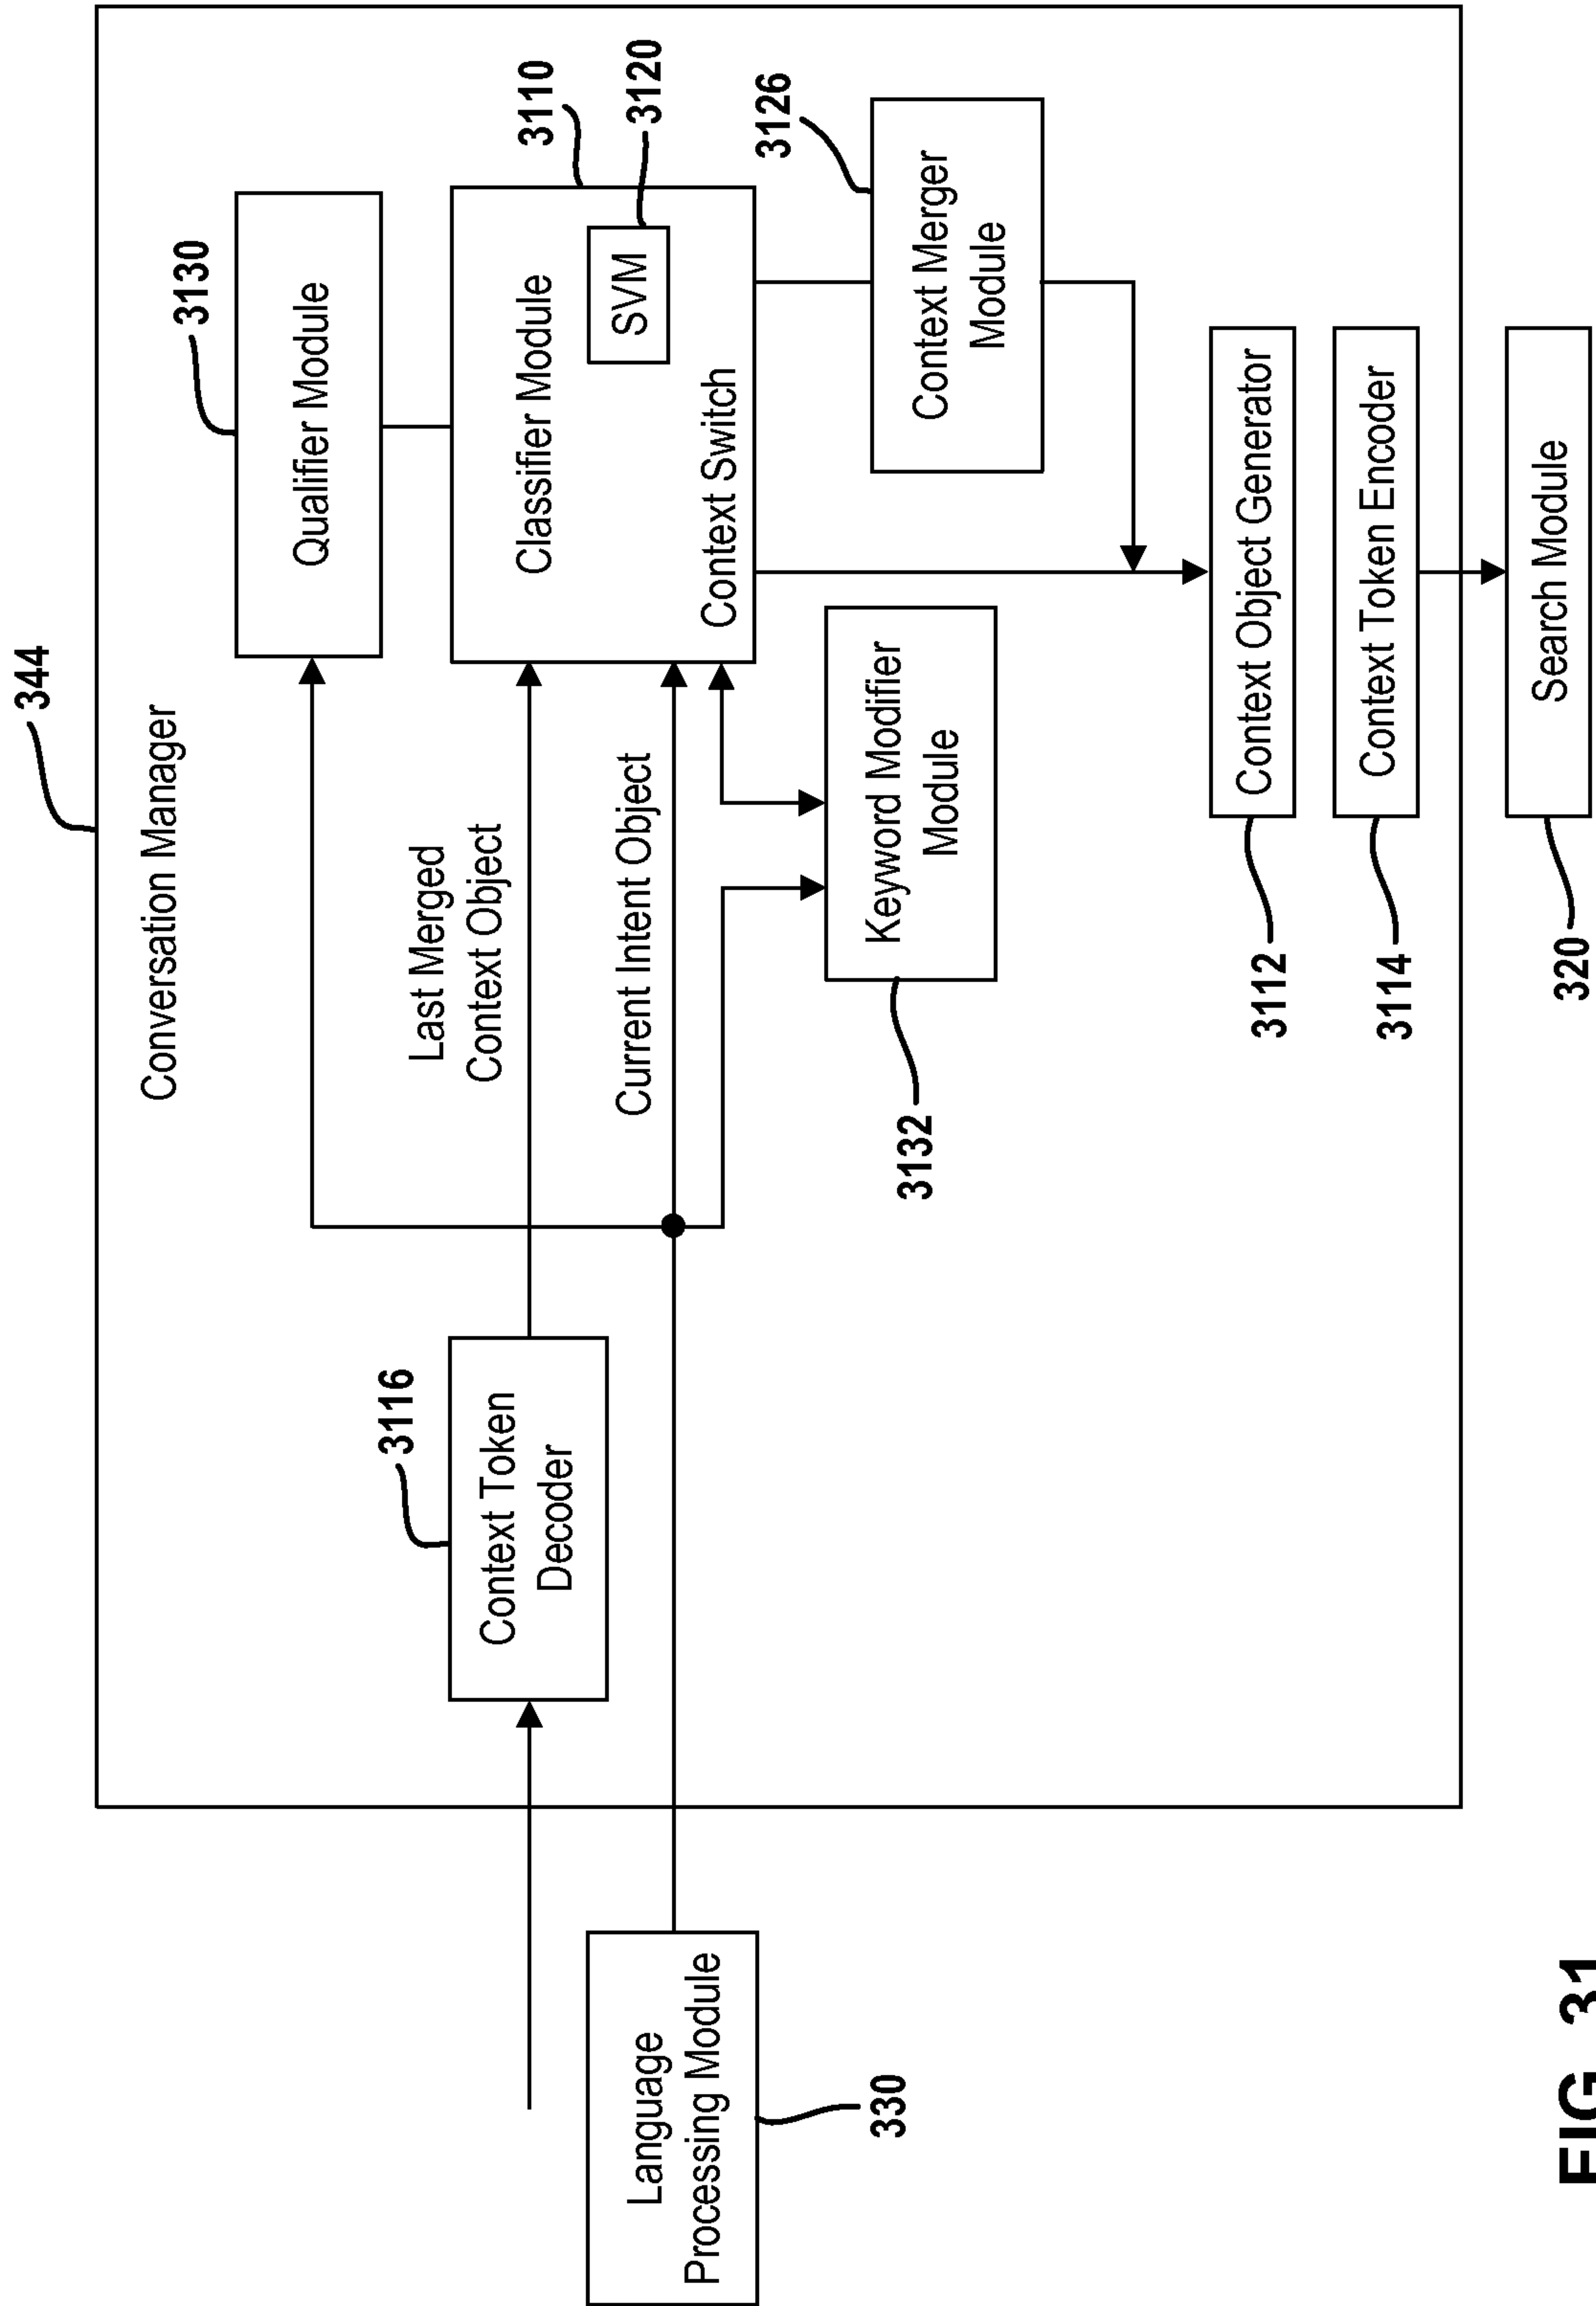 344
Conversation Manager
3130
Qualifier Module
3110
Classifier Module
3120
SVM
Context Switch
3116
Context Token
Decoder
Last Merged
Context Object
Current Intent Object
3126
Context Merger
Module
3132
Keyword Modifier
Module
Language
Processing Module
330
3112
Context Object Generator
3114
Context Token Encoder
320
Search Module
FIG. 31